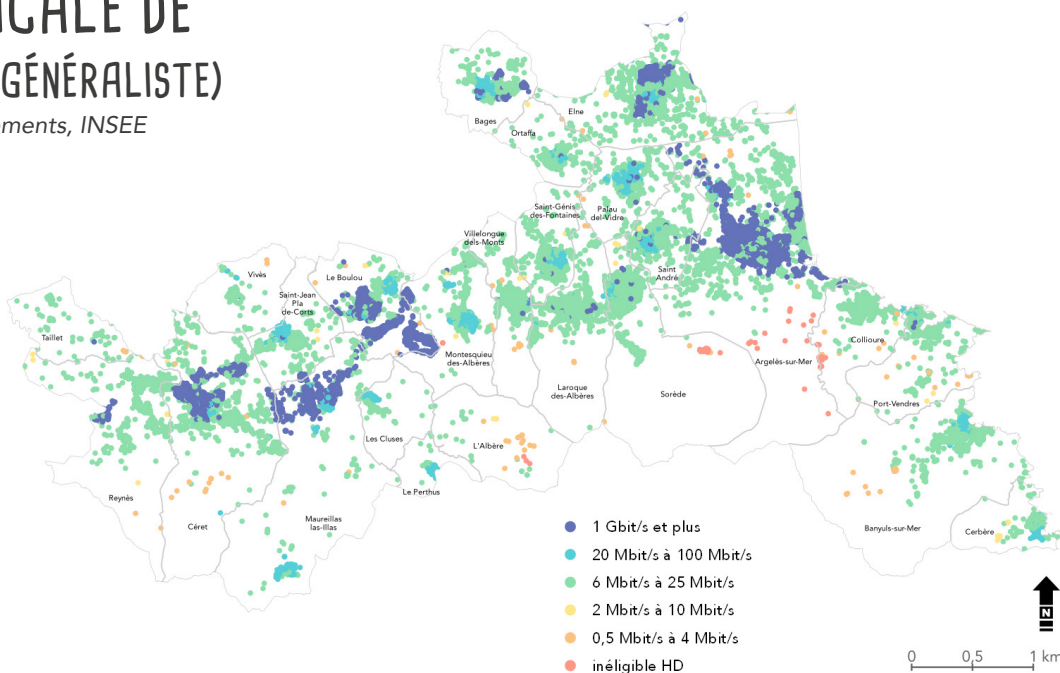 DE
GÉNÉRALISTE)
ements, INSEE
Bages
Elne
Ortaffa
Saint-Génis
des-Fontaines
Palau
del-Vidre
Villelongue
dels-Monts
Saint
André
Vivès
Le Boulou
Saint-Jean
Pla
de-Corts
Taillet
Montesquieu
des-Albères
Collioure
Argelès-sur-Mer
Laroque
des-Albères
Sorède
Port-Vendres
Les Cluses
L'Albère
Le Perthus
Reynès
Céret
Maureillas
las-Illas
Banyuls-sur-Mer
Cerbère
1 Gbit/s et plus
20 Mbit/s à 100 Mbit/s
6 Mbit/s à 25 Mbit/s
2 Mbit/s à 10 Mbit/s
0,5 Mbit/s à 4 Mbit/s
inéligible HD
N
0 0,5 1 km